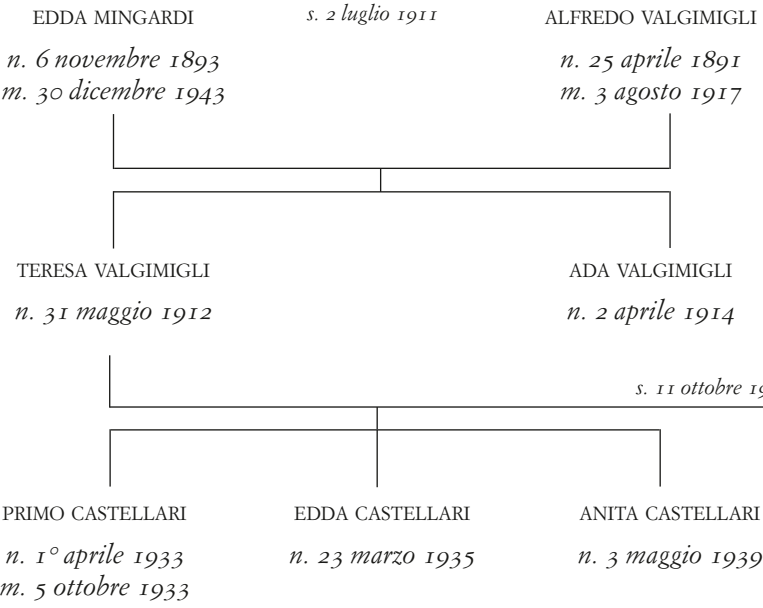 EDDA MINGARDI
s. 2 luglio 1911
ALFREDO VALGIMIGLI
n. 6 novembre 1893
m. 30 dicembre 1943
n. 25 aprile 1891
m. 3 agosto 1917
TERESA VALGIMIGLI
n. 31 maggio 1912
ADA VALGIMIGLI
n. 2 aprile 1914
s. 11 ottobre
PRIMO CASTELLARI
n. 1° aprile 1933
m. 5 ottobre 1933
EDDA CASTELLARI
n. 23 marzo 1935
ANITA CASTELLARI
n. 3 maggio 1939